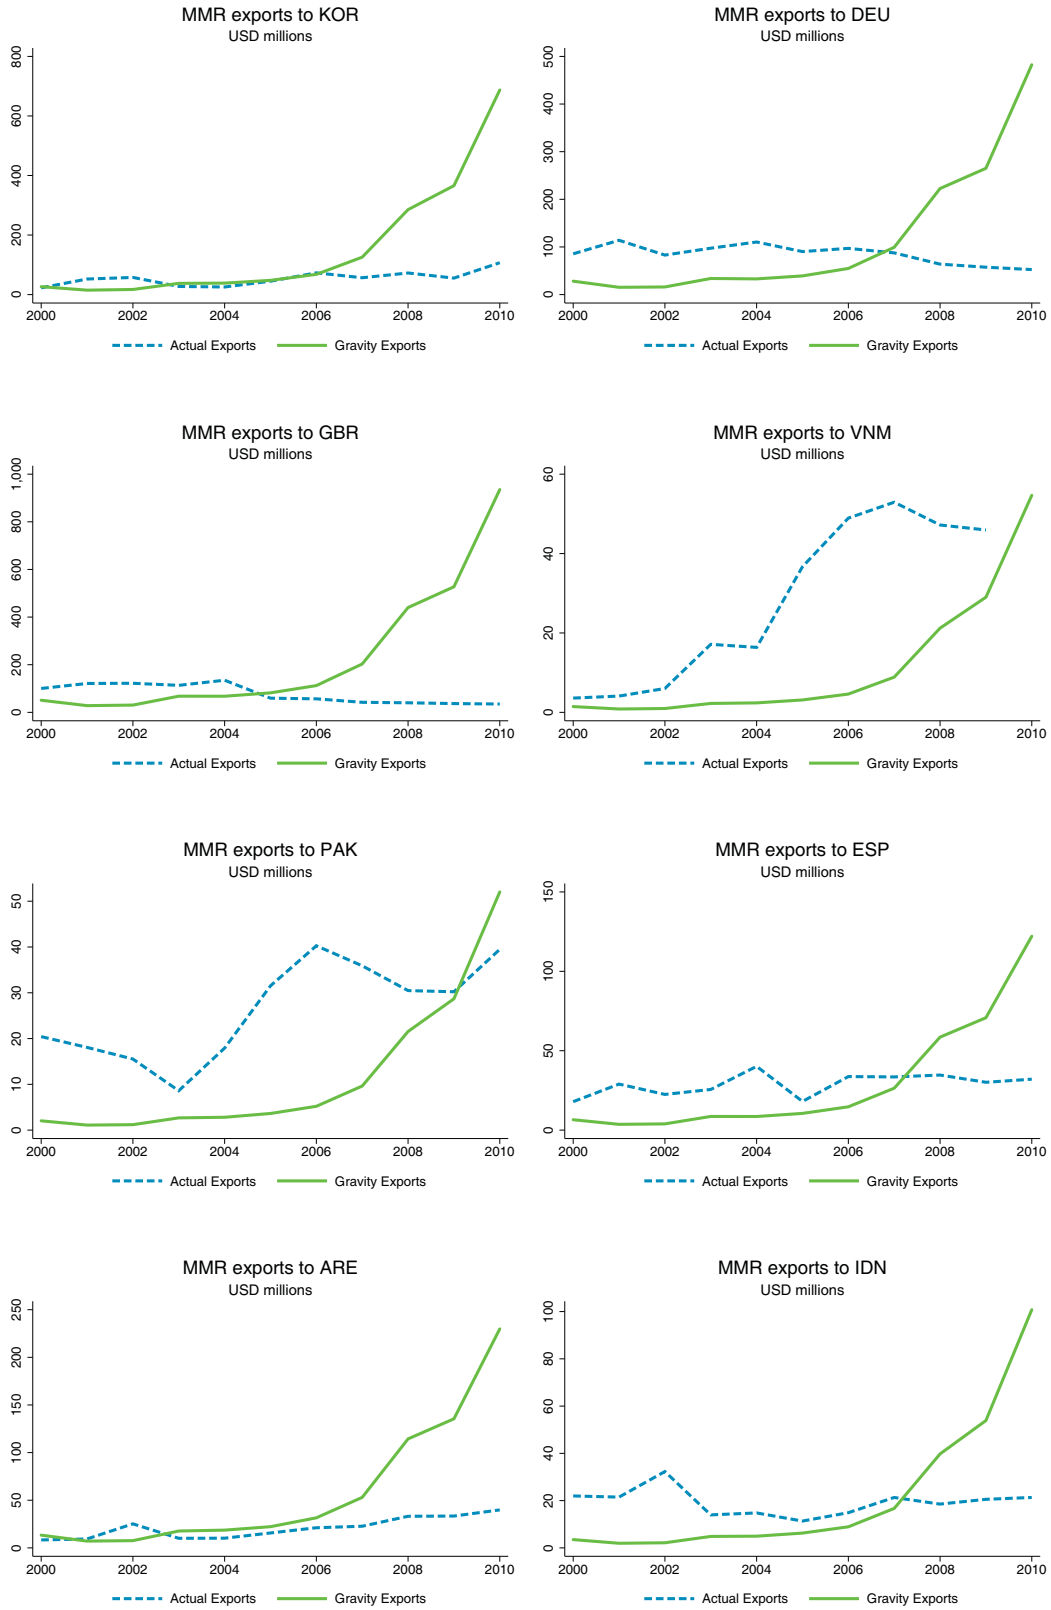 MMR exports to KOR
USD millions
800
600
400
200
0
2000 2002 2004 2006 2008 2010
Actual Exports Gravity Exports
MMR exports to DEU
USD millions
500
400
300
200
100
0
2000 2002 2004 2006 2008 2010
Actual Exports Gravity Exports
MMR exports to GBR
USD millions
1,000
800
600
400
200
0
2000 2002 2004 2006 2008 2010
Actual Exports Gravity Exports
MMR exports to VNM
USD millions
60
40
20
0
2000 2002 2004 2006 2008 2010
Actual Exports Gravity Exports
MMR exports to PAK
USD millions
50
40
30
20
10
0
2000 2002 2004 2006 2008 2010
Actual Exports Gravity Exports
MMR exports to ESP
USD millions
150
100
50
0
2000 2002 2004 2006 2008 2010
Actual Exports Gravity Exports
MMR exports to ARE
USD millions
250
200
150
100
50
0
2000 2002 2004 2006 2008 2010
Actual Exports Gravity Exports
MMR exports to IDN
USD millions
100
80
60
40
20
0
2000 2002 2004 2006 2008 2010
Actual Exports Gravity Exports